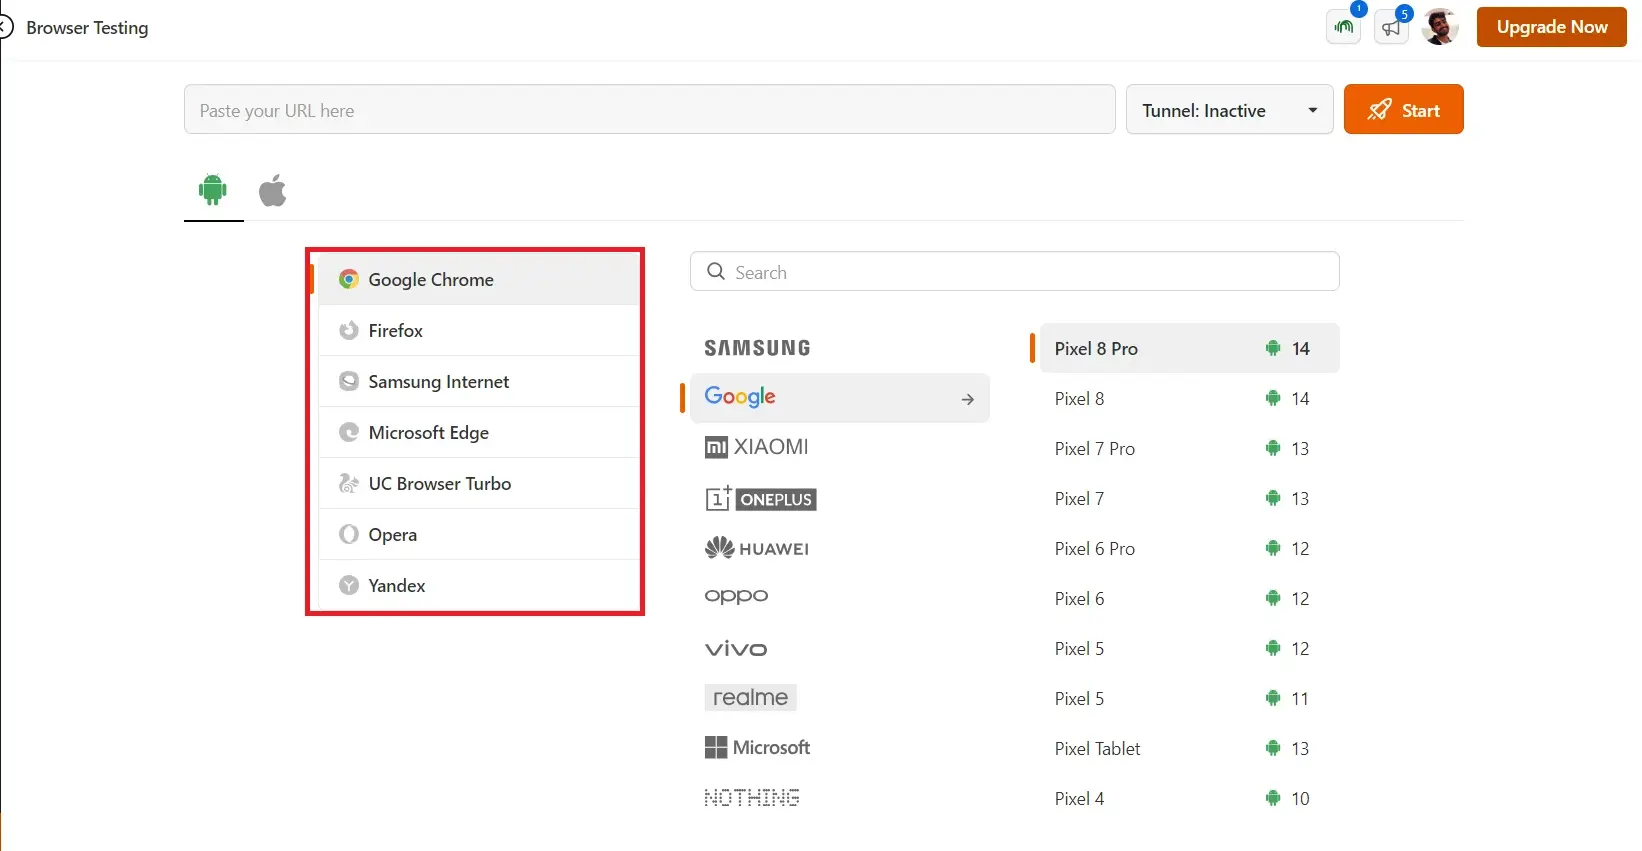 Browser Testing
1
5
Upgrade Now
Paste your URL here
Tunnel: Inactive
Start
Google Chrome
Firefox
Samsung Internet
Microsoft Edge
UC Browser Turbo
Opera
Yandex
Search
SAMSUNG
Google
mi XIAOMI
1+ ONEPLUS
HUAWEI
oppo
vivo
realme
Microsoft
NOTHING
Pixel 8 Pro 14
Pixel 8 14
Pixel 7 Pro 13
Pixel 7 13
Pixel 6 Pro 12
Pixel 6 12
Pixel 5 12
Pixel 5 11
Pixel Tablet 13
Pixel 4 10